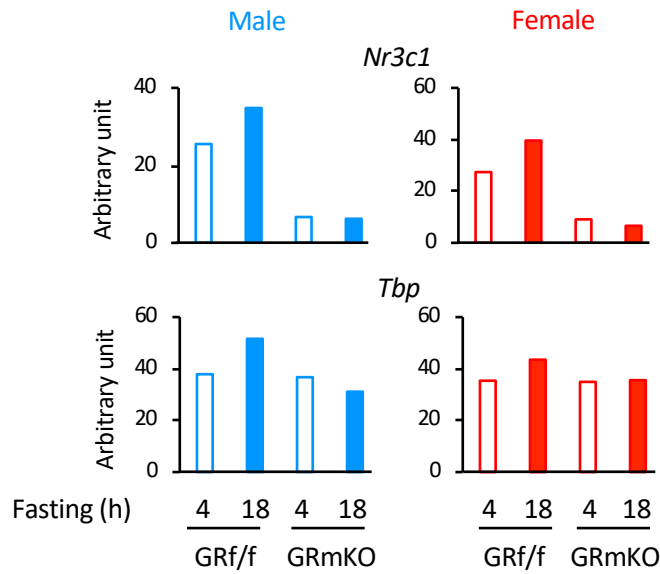 Male Female
Nr3c1
Arbitrary unit
40
20
0
60
40
20
0
Tbp
Arbitrary unit
60
40
20
0
60
40
20
0
Fasting (h) 4 18 4 18 4 18 4 18
GRf/f GRmKO GRf/f GRmKO